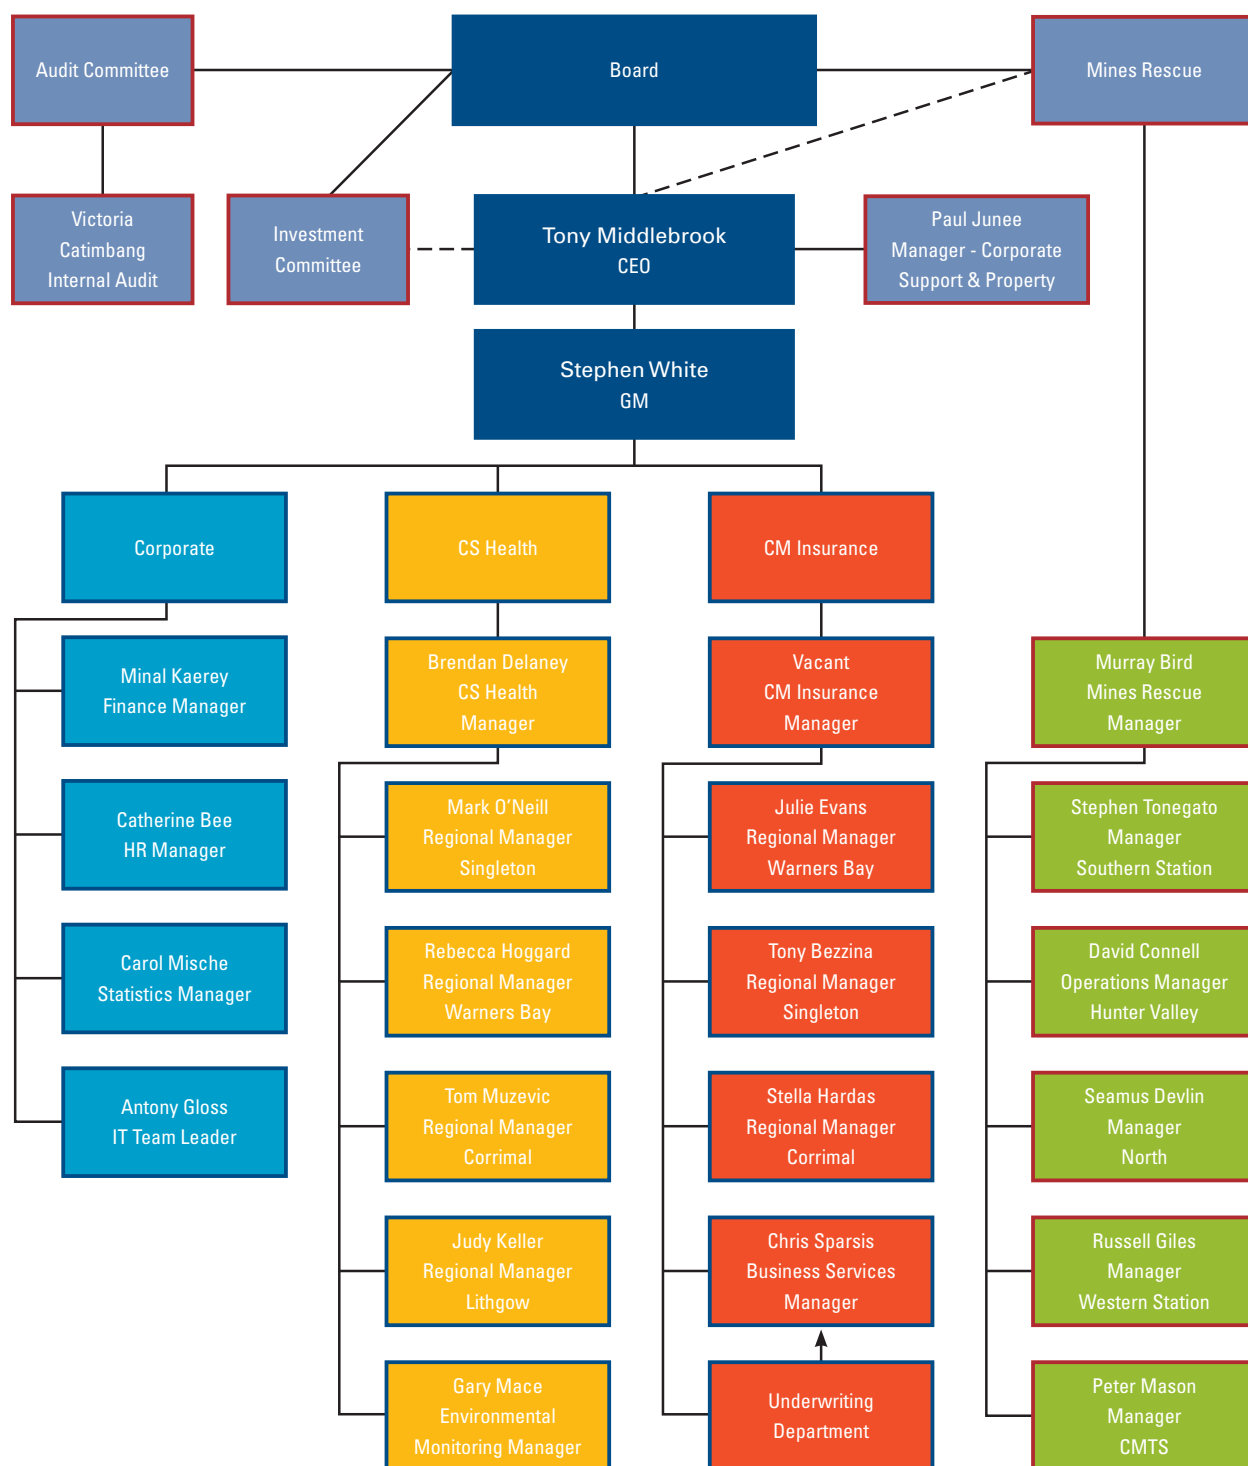 Audit Committee
Board
Mines Rescue
Victoria
Catimbang
Internal Audit
Investment
Committee
Tony Middlebrook
CEO
Paul Junee
Manager - Corporate
Support & Property
Stephen White
GM
Corporate
CS Health
CM Insurance
Minal Kaerey
Finance Manager
Catherine Bee
HR Manager
Carol Mische
Statistics Manager
Antony Gloss
IT Team Leader
Brendan Delaney
CS Health
Manager
Mark O'Neill
Regional Manager
Singleton
Rebecca Hoggard
Regional Manager
Warners Bay
Tom Muzevic
Regional Manager
Corrimal
Judy Keller
Regional Manager
Lithgow
Gary Mace
Environmental
Monitoring Manager
Vacant
CM Insurance
Manager
Julie Evans
Regional Manager
Warners Bay
Tony Bezzina
Regional Manager
Singleton
Stella Hardas
Regional Manager
Corrimal
Chris Sparsis
Business Services
Manager
Underwriting
Department
Murray Bird
Mines Rescue
Manager
Stephen Tonegato
Manager
Southern Station
David Connell
Operations Manager
Hunter Valley
Seamus Devlin
Manager
North
Russell Giles
Manager
Western Station
Peter Mason
Manager
CMTS